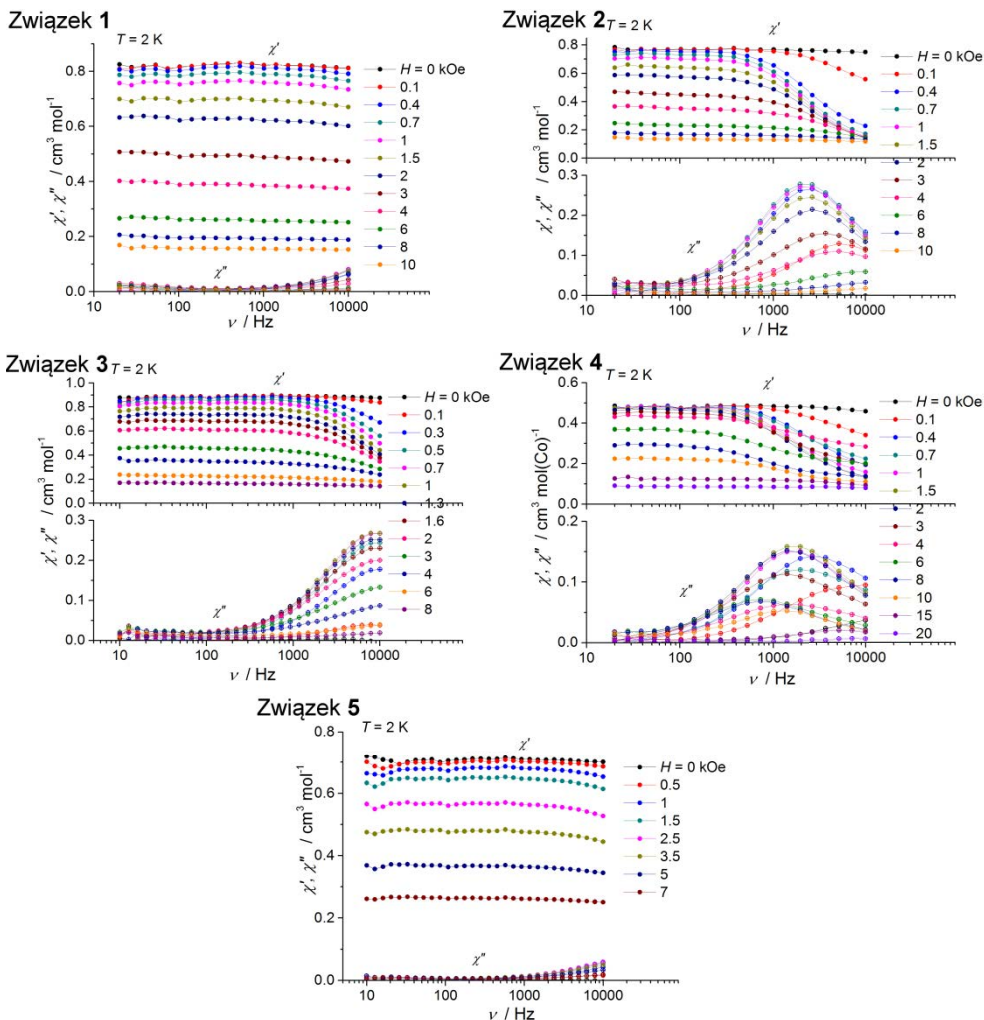 Związek 1
T = 2 K
χ′
0.8
0.6
0.4
0.2
0.0
χ′, χ″ / cm³ mol⁻¹
χ″
10 100 1000 10000
ν / Hz
H = 0 kOe
0.1
0.4
0.7
1
1.5
2
3
4
6
8
10
Związek 2
T = 2 K
χ′
0.8
0.6
0.4
0.2
0.0
0.3
0.2
0.1
0.0
χ′, χ″ / cm³ mol⁻¹
χ″
10 100 1000 10000
ν / Hz
H = 0 kOe
0.1
0.4
0.7
1
1.5
2
3
4
6
8
10
Związek 3
T = 2 K
χ′
1.0
0.9
0.8
0.6
0.4
0.2
0.0
0.3
0.2
0.1
0.0
χ′, χ″ / cm³ mol⁻¹
χ″
10 100 1000 10000
ν / Hz
H = 0 kOe
0.1
0.3
0.5
0.7
1
1.3
1.6
2
3
4
6
8
Związek 4
T = 2 K
χ′
0.6
0.4
0.2
0.0
0.2
0.1
0.0
χ′, χ″ / cm³ mol(Co)⁻¹
χ″
10 100 1000 10000
ν / Hz
H = 0 kOe
0.1
0.4
0.7
1
1.5
2
3
4
6
8
10
15
20
Związek 5
T = 2 K
χ′
0.8
0.6
0.4
0.2
0.0
χ′, χ″ / cm³ mol⁻¹
χ″
10 100 1000 10000
ν / Hz
H = 0 kOe
0.5
1
1.5
2.5
3.5
5
7